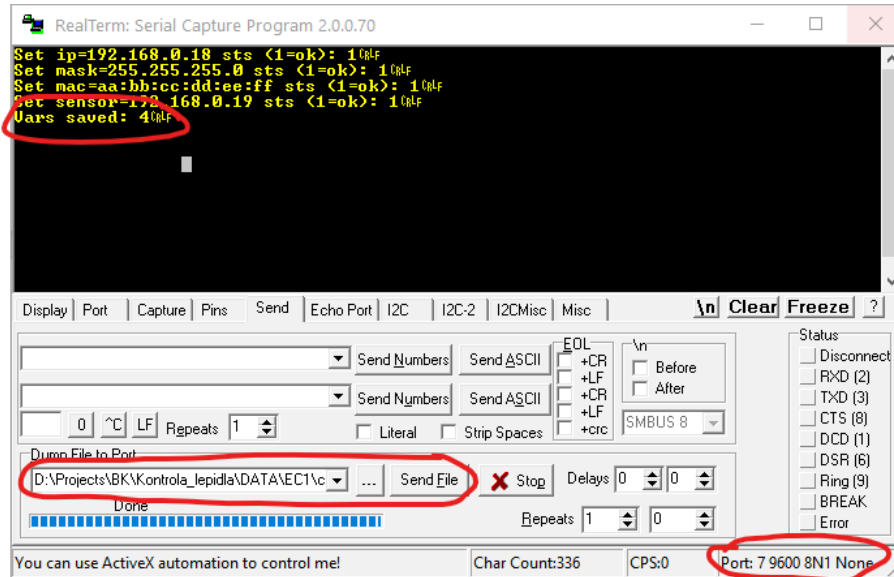 RealTerm: Serial Capture Program 2.0.0.70
Set ip=192.168.0.18 sts (1=ok): 1CRLF
Set mask=255.255.255.0 sts (1=ok): 1CRLF
Set mac=aa:bb:cc:dd:ee:ff sts (1=ok): 1CRLF
Set sensor=192.168.0.19 sts (1=ok): 1CRLF
Vars saved: 4CRLF
Display Port Capture Pins Send Echo Port I2C I2C-2 I2CMisc Misc \n Clear Freeze ?
Status
EOL \n
Send Numbers Send ASCII +CR Before Disconnect
+LF After RXD (2)
Send Numbers Send ASCII +CR TXD (3)
+LF SMBUS 8 CTS (8)
0 ^C LF Repeats 1 Literal Strip Spaces +crc DCD (1)
Dump File to Port DSR (6)
D:\Projects\BK\Kontrola_lepidla\DATA\EC1\c ... Send File Stop Delays 0 0 Ring (9)
Done BREAK
Repeats 1 0 Error
You can use ActiveX automation to control me! Char Count:336 CPS:0 Port: 7 9600 8N1 None